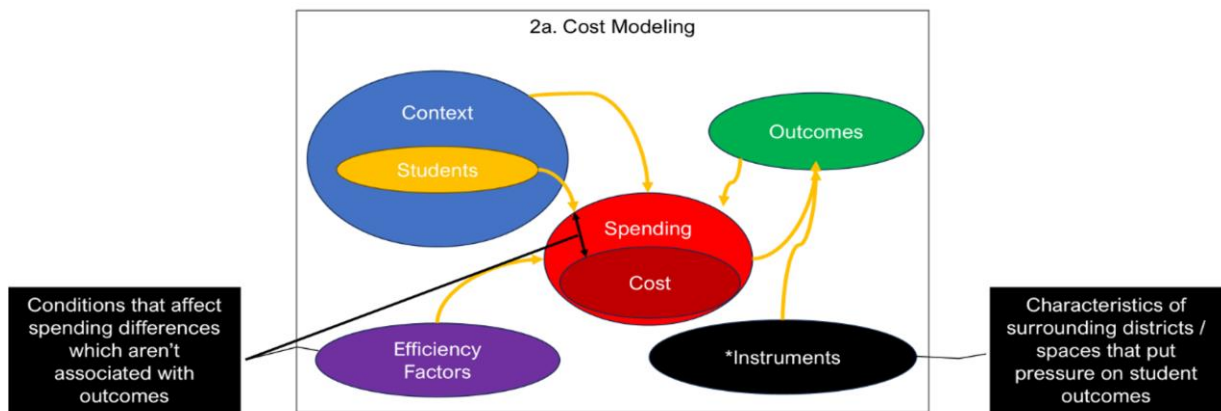 2a. Cost Modeling
Context
Students
Outcomes
Spending
Cost
Conditions that affect
spending differences
which aren't
associated with
outcomes
Efficiency
Factors
*Instruments
Characteristics of
surrounding districts /
spaces that put
pressure on student
outcomes